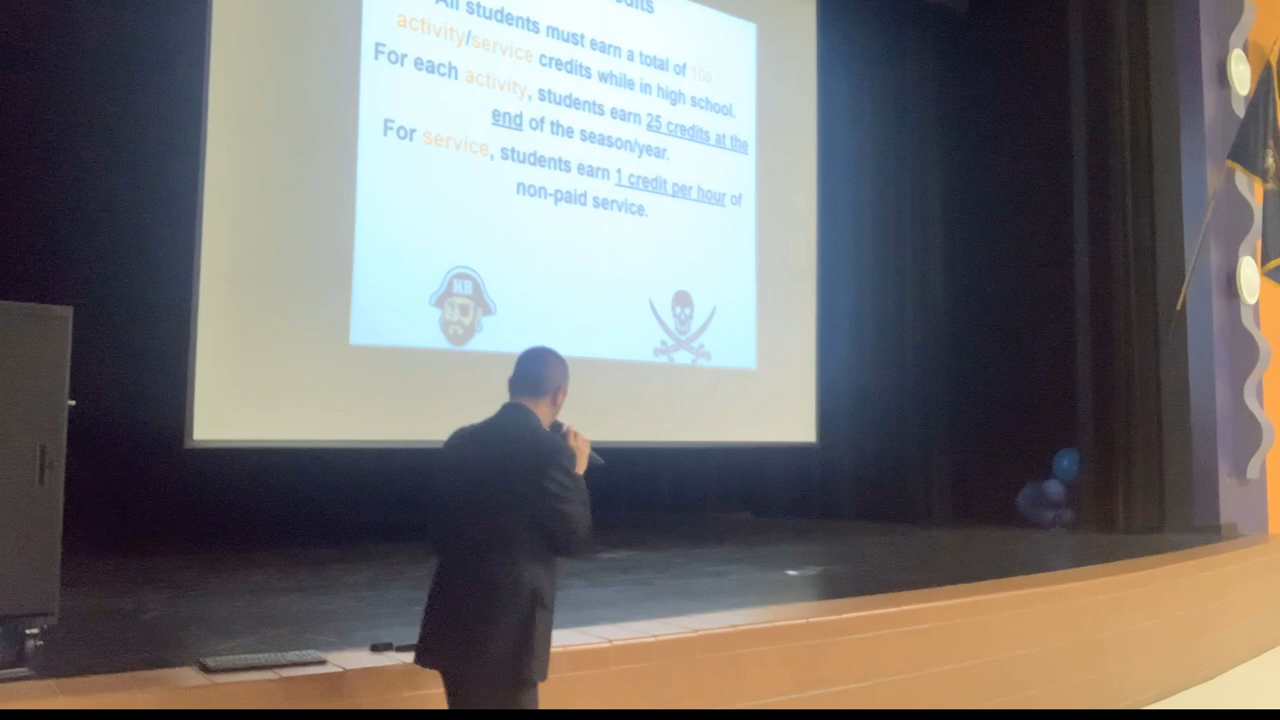 All students must earn a total of 100
activity/service credits while in high school.
For each activity, students earn 25 credits at the
end of the season/year.
For service, students earn 1 credit per hour of
non-paid service.
HB